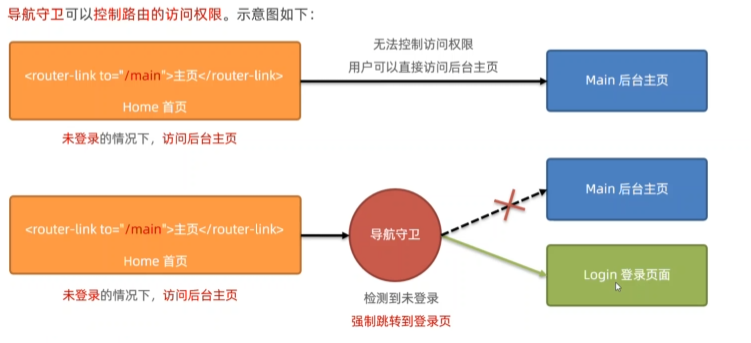 导航守卫可以控制路由的访问权限。示意图如下：
<router-link to="/main">主页</router-link>
Home 首页
无法控制访问权限
用户可以直接访问后台主页
Main 后台主页
未登录的情况下，访问后台主页
<router-link to="/main">主页</router-link>
Home 首页
导航守卫
Main 后台主页
Login 登录页面
未登录的情况下，访问后台主页
检测到未登录
强制跳转到登录页